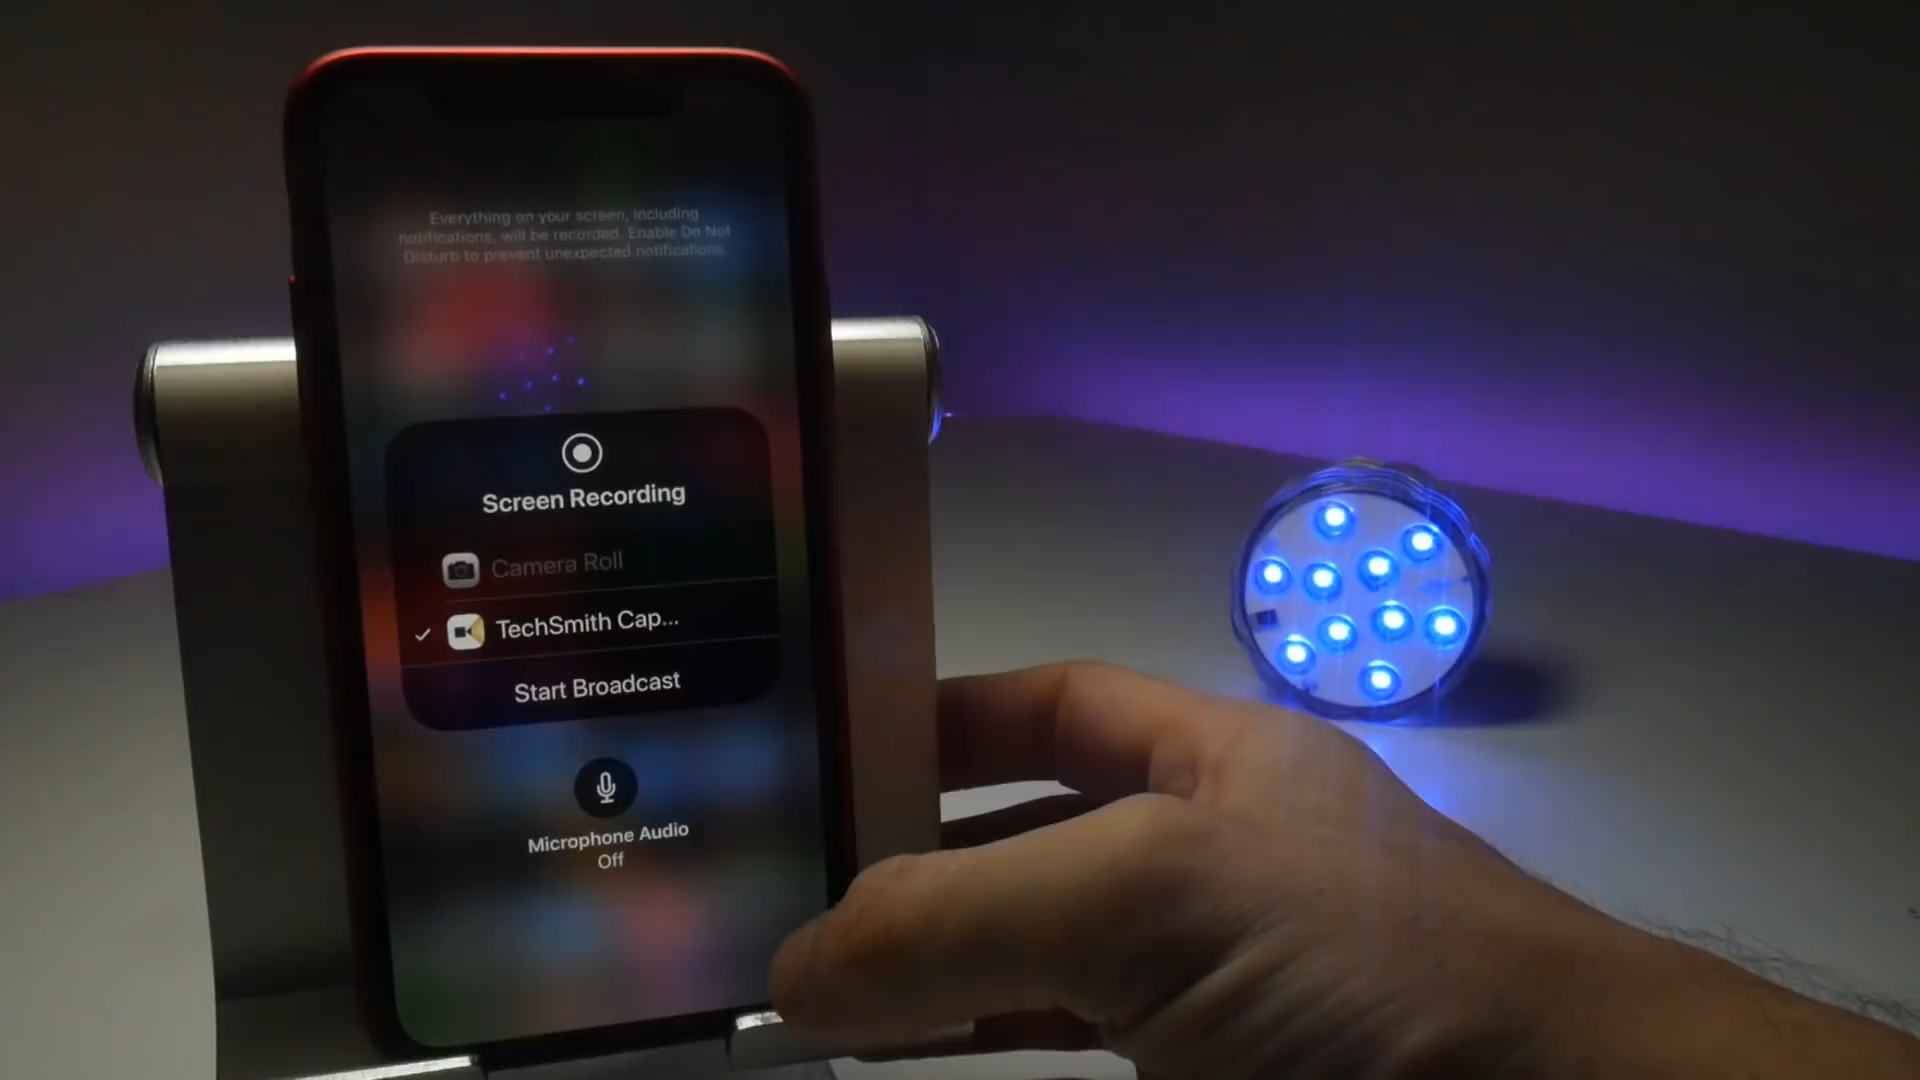 Everything on your screen, including
notifications, will be recorded. Enable Do Not
Disturb to prevent unexpected notifications.
Screen Recording
Camera Roll
TechSmith Cap...
Start Broadcast
Microphone Audio
Off